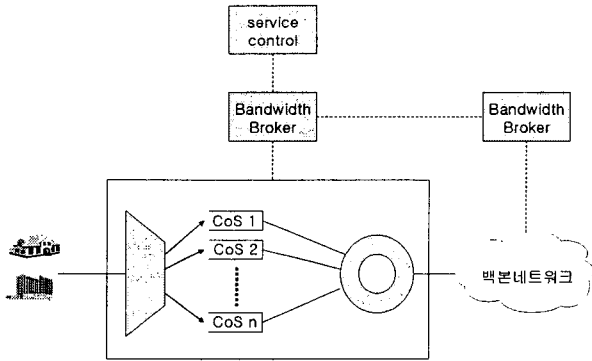 service
control
Bandwidth
Broker
Bandwidth
Broker
CoS 1
CoS 2
CoS n
백본네트워크